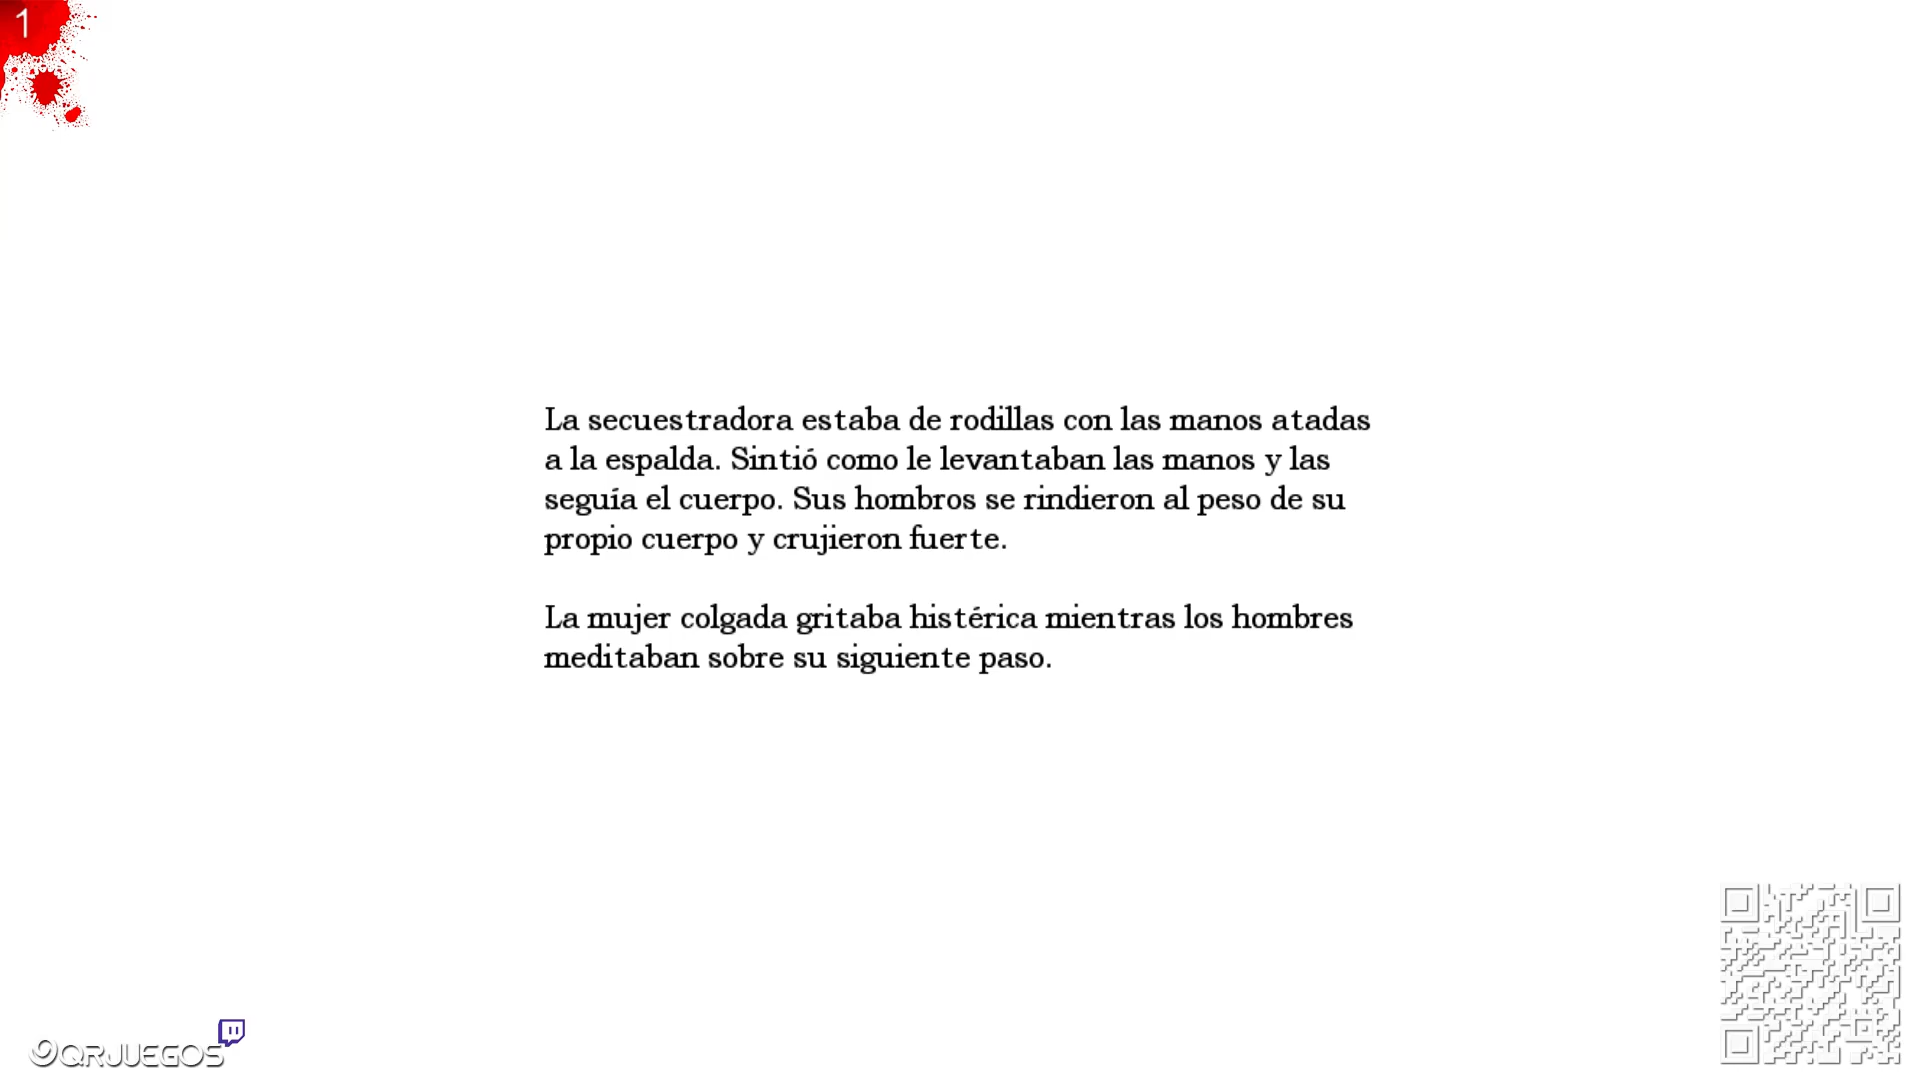 1
La secuestradora estaba de rodillas con las manos atadas
a la espalda. Sintió como le levantaban las manos y las
seguía el cuerpo. Sus hombros se rindieron al peso de su
propio cuerpo y crujieron fuerte.
La mujer colgada gritaba histérica mientras los hombres
meditaban sobre su siguiente paso.
QRJUEGOS